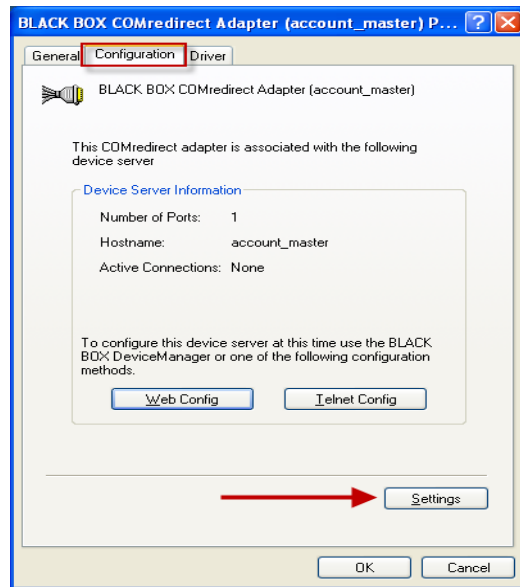 BLACK BOX COMredirect Adapter (account_master) P...
General Configuration Driver
BLACK BOX COMredirect Adapter (account_master)
This COMredirect adapter is associated with the following
device server
Device Server Information
Number of Ports: 1
Hostname: account_master
Active Connections: None
To configure this device server at this time use the BLACK
BOX DeviceManager or one of the following configuration
methods.
Web Config Telnet Config
Settings
OK Cancel